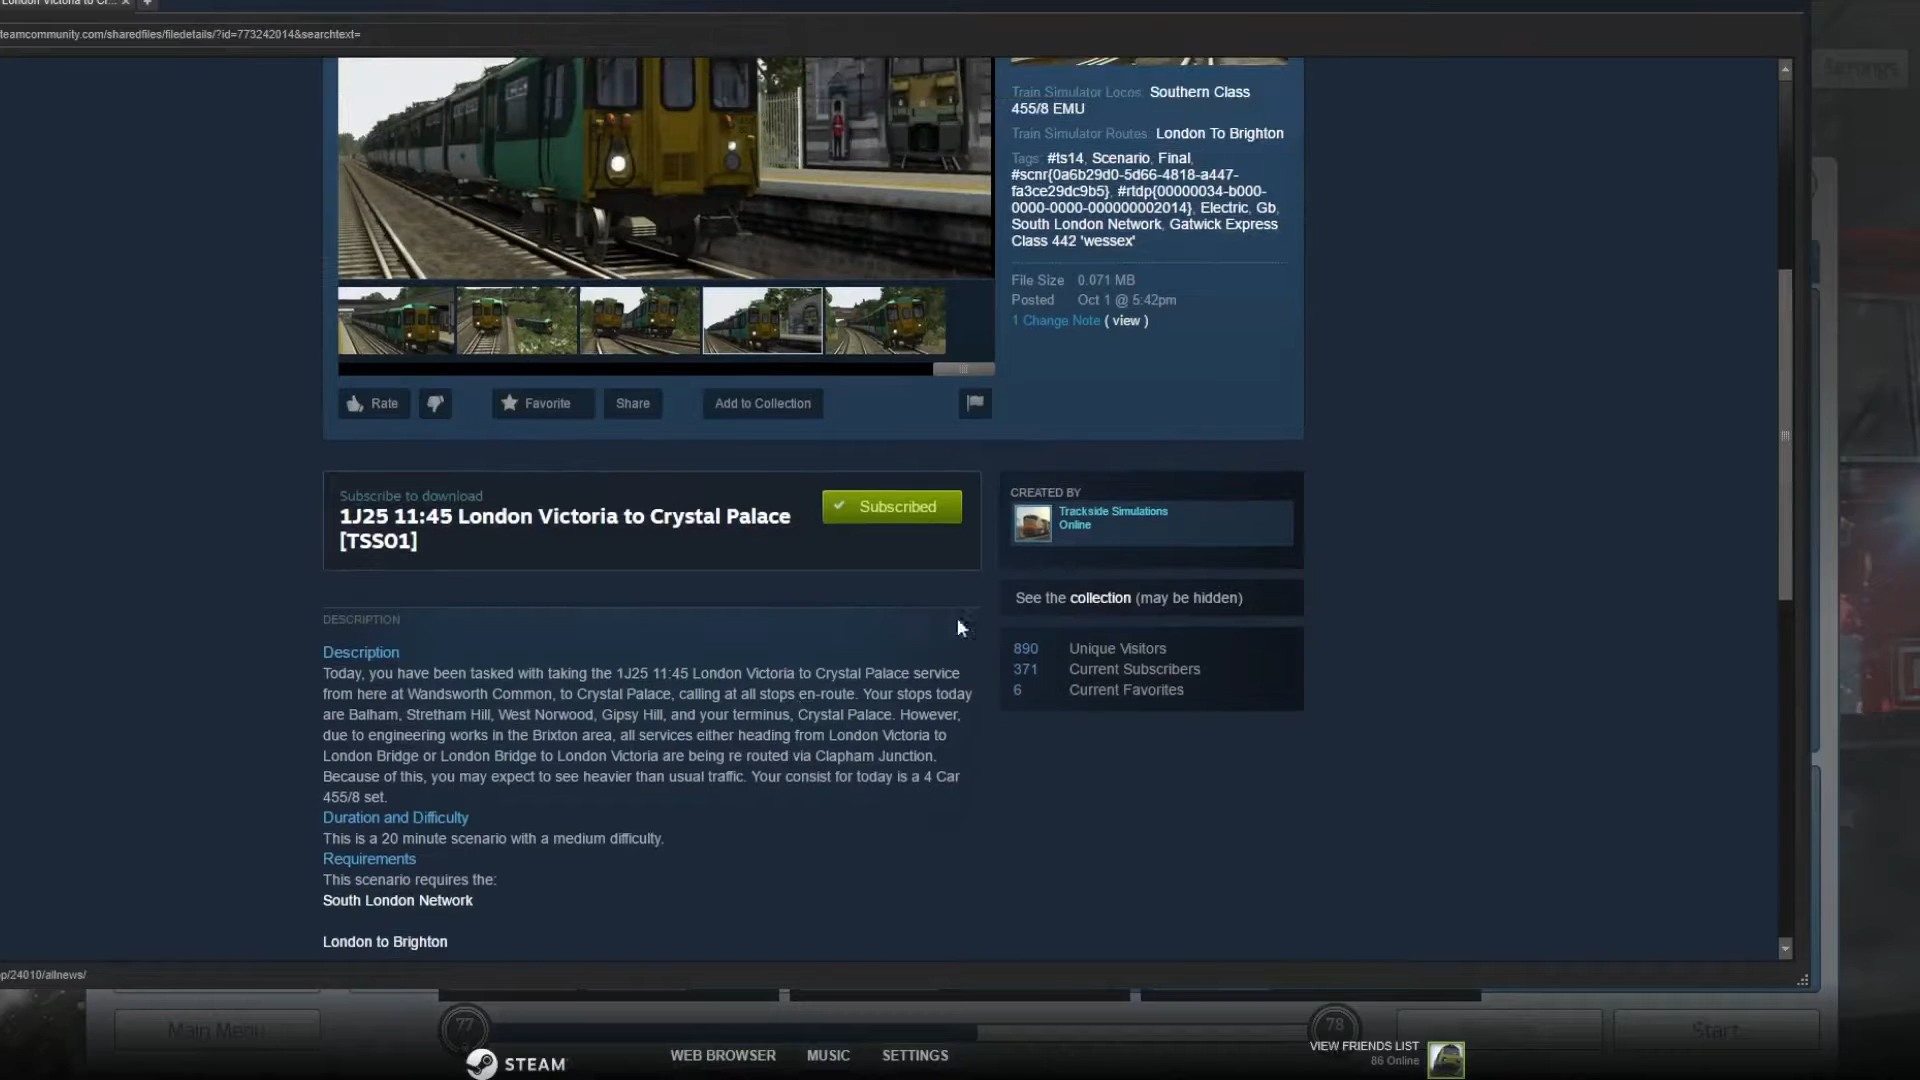 London Victoria to Cr...
teamcommunity.com/sharedfiles/filedetails/?id=773242014&searchtext=
Settings
Train Simulator Locos: Southern Class
455/8 EMU
Train Simulator Routes: London To Brighton
Tags: #ts14, Scenario, Final,
#scnr{0a6b29d0-5d66-4818-a447-
fa3ce29dc9b5}, #rtdp{00000034-b000-
0000-0000-000000002014}, Electric, Gb,
South London Network, Gatwick Express
Class 442 'wessex'
File Size 0.071 MB
Posted Oct 1 @ 5:42pm
1 Change Note ( view )
Rate
Favorite
Share
Add to Collection
Subscribe to download
1J25 11:45 London Victoria to Crystal Palace
[TSS01]
Subscribed
CREATED BY
Trackside Simulations
Online
See the collection (may be hidden)
890 Unique Visitors
371 Current Subscribers
6 Current Favorites
DESCRIPTION
Description
Today, you have been tasked with taking the 1J25 11:45 London Victoria to Crystal Palace service
from here at Wandsworth Common, to Crystal Palace, calling at all stops en-route. Your stops today
are Balham, Stretham Hill, West Norwood, Gipsy Hill, and your terminus, Crystal Palace. However,
due to engineering works in the Brixton area, all services either heading from London Victoria to
London Bridge or London Bridge to London Victoria are being re routed via Clapham Junction.
Because of this, you may expect to see heavier than usual traffic. Your consist for today is a 4 Car
455/8 set.
Duration and Difficulty
This is a 20 minute scenario with a medium difficulty.
Requirements
This scenario requires the:
South London Network
London to Brighton
p/24010/allnews/
Main Menu
77
78
Start
STEAM
WEB BROWSER
MUSIC
SETTINGS
VIEW FRIENDS LIST
86 Online